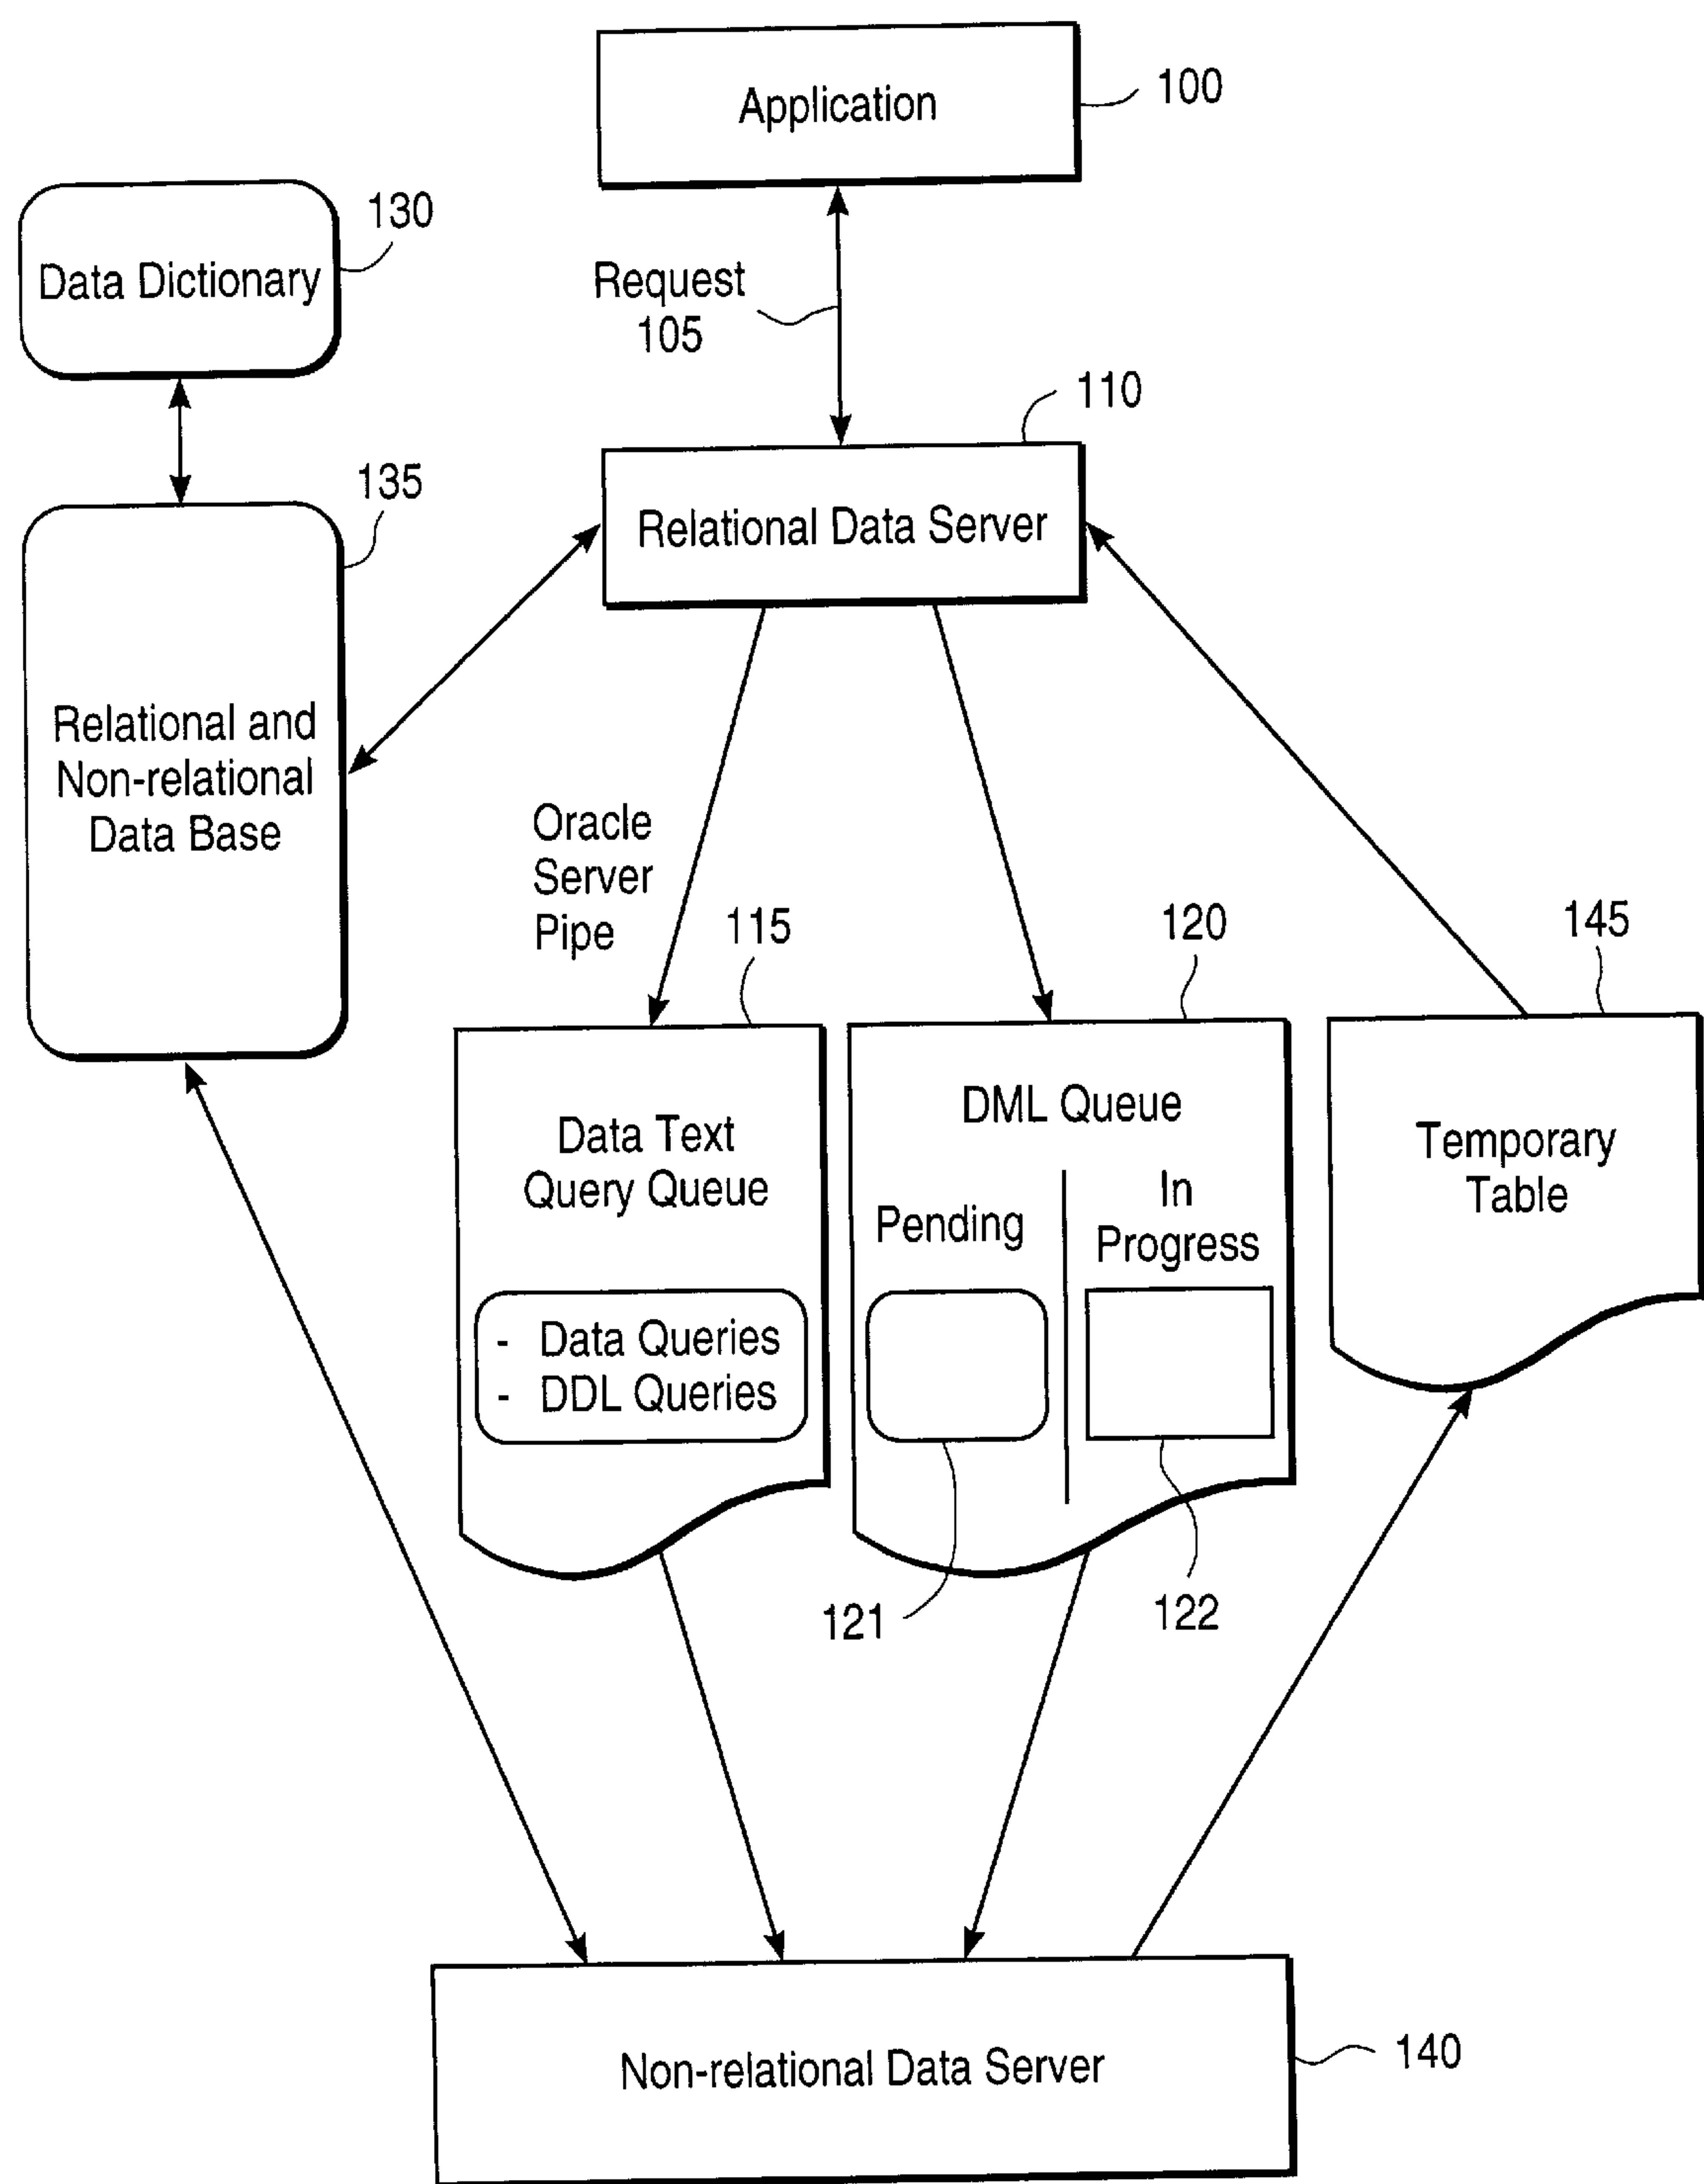 Application
100
130
Data Dictionary
Request
105
110
135
Relational Data Server
Relational and
Non-relational
Data Base
Oracle
Server
Pipe
115
120
145
Data Text
Query Queue
- Data Queries
- DDL Queries
DML Queue
Pending
In
Progress
Temporary
Table
121
122
Non-relational Data Server
140